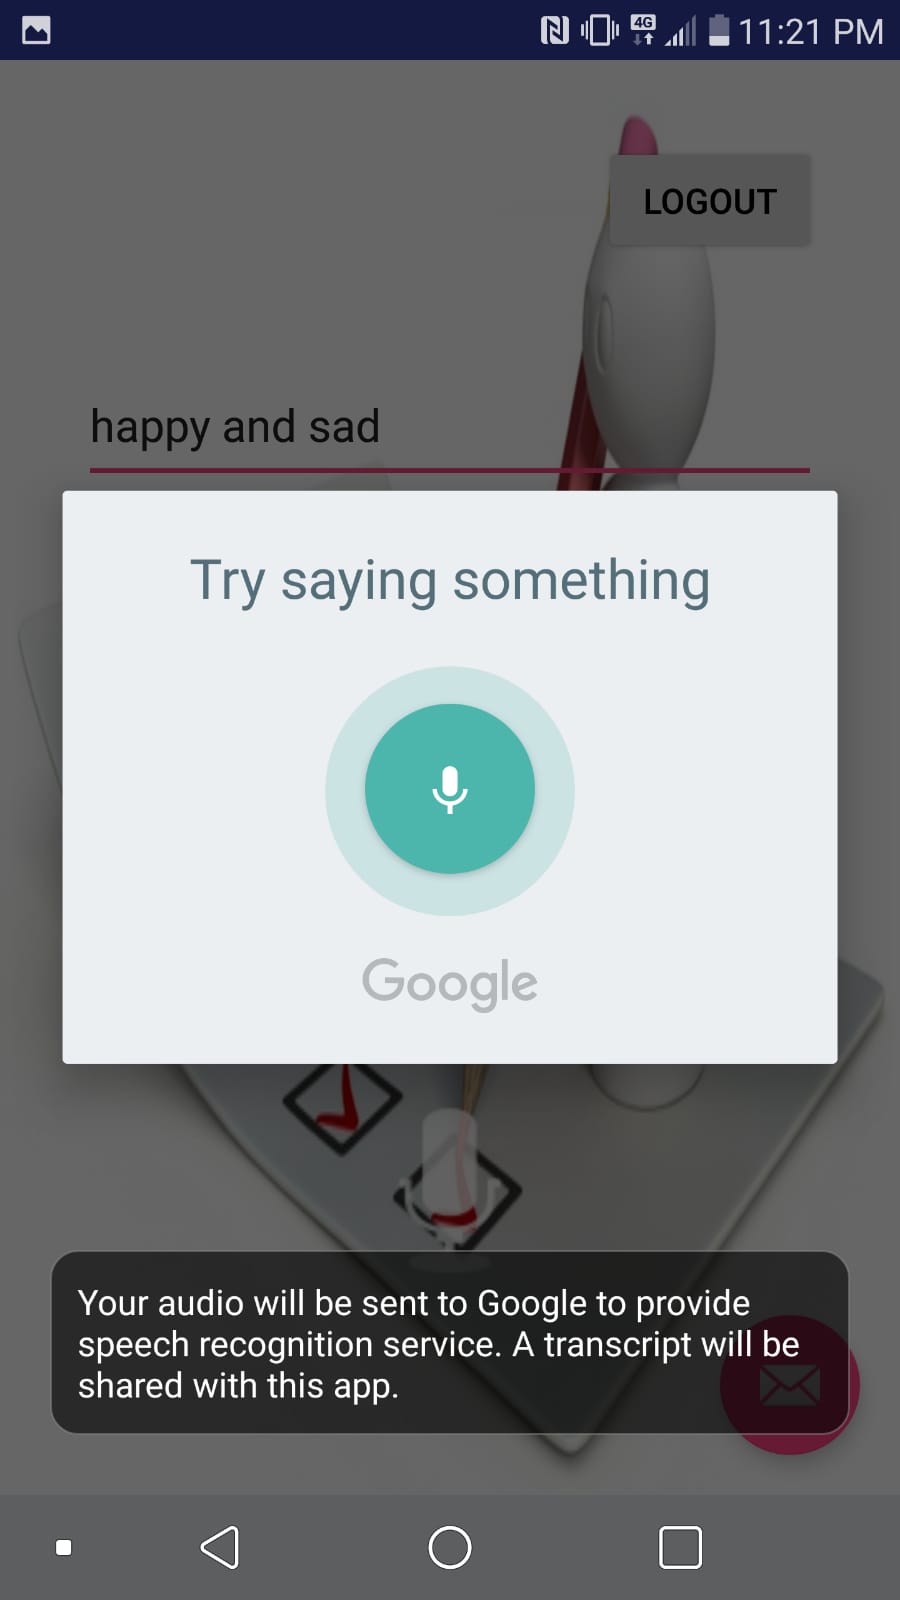 4G
11:21 PM
LOGOUT
happy and sad
Try saying something
Google
Your audio will be sent to Google to provide
speech recognition service. A transcript will be
shared with this app.